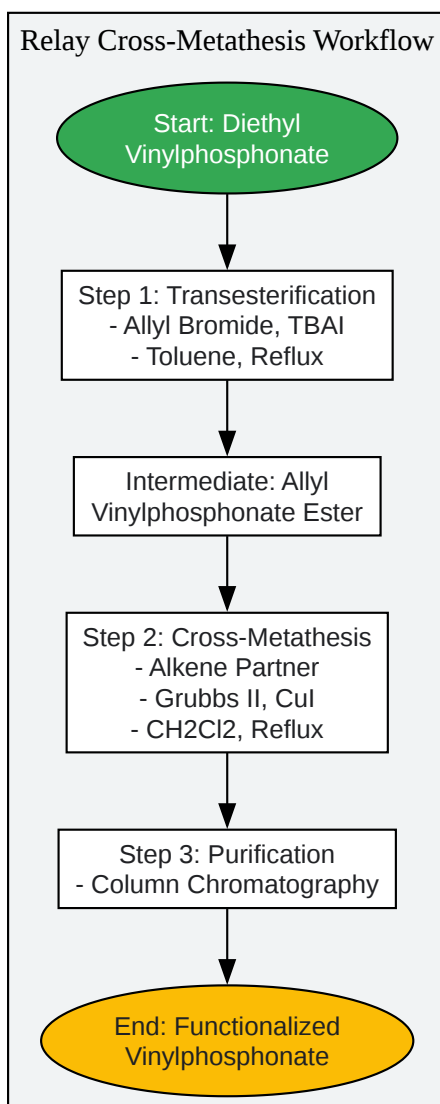 Relay Cross-Metathesis Workflow
Start: Diethyl
Vinylphosphonate
Step 1: Transesterification
- Allyl Bromide, TBAI
- Toluene, Reflux
Intermediate: Allyl
Vinylphosphonate Ester
Step 2: Cross-Metathesis
- Alkene Partner
- Grubbs II, CuI
- CH2Cl2, Reflux
Step 3: Purification
- Column Chromatography
End: Functionalized
Vinylphosphonate